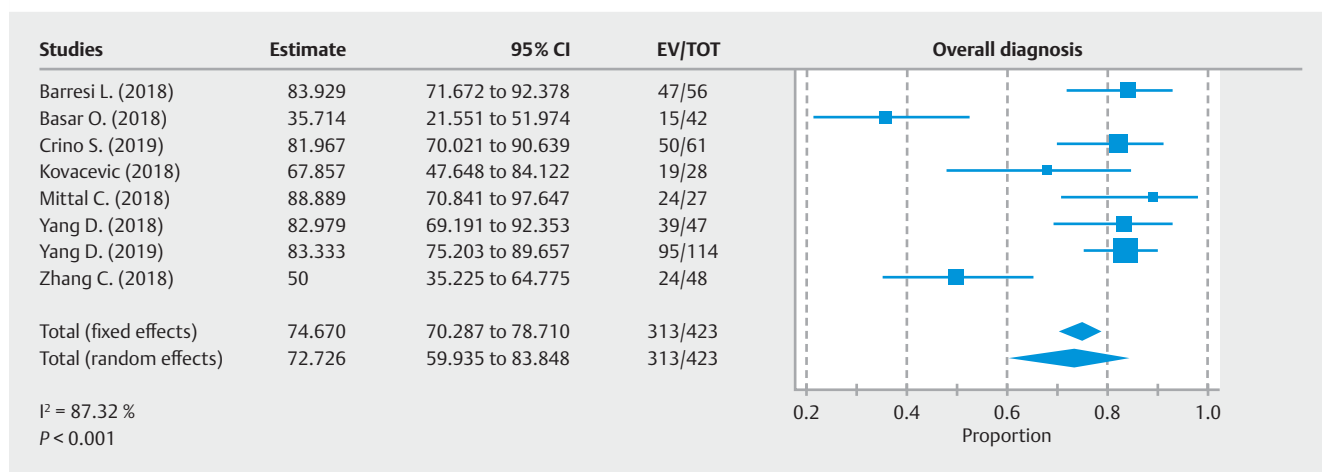 Studies Estimate 95% CI EV/TOT Overall diagnosis
Barresi L. (2018) 83.929 71.672 to 92.378 47/56
Basar O. (2018) 35.714 21.551 to 51.974 15/42
Crino S. (2019) 81.967 70.021 to 90.639 50/61
Kovacevic (2018) 67.857 47.648 to 84.122 19/28
Mittal C. (2018) 88.889 70.841 to 97.647 24/27
Yang D. (2018) 82.979 69.191 to 92.353 39/47
Yang D. (2019) 83.333 75.203 to 89.657 95/114
Zhang C. (2018) 50 35.225 to 64.775 24/48
Total (fixed effects) 74.670 70.287 to 78.710 313/423
Total (random effects) 72.726 59.935 to 83.848 313/423
I² = 87.32 %
P < 0.001
0.2 0.4 0.6 0.8 1.0
Proportion